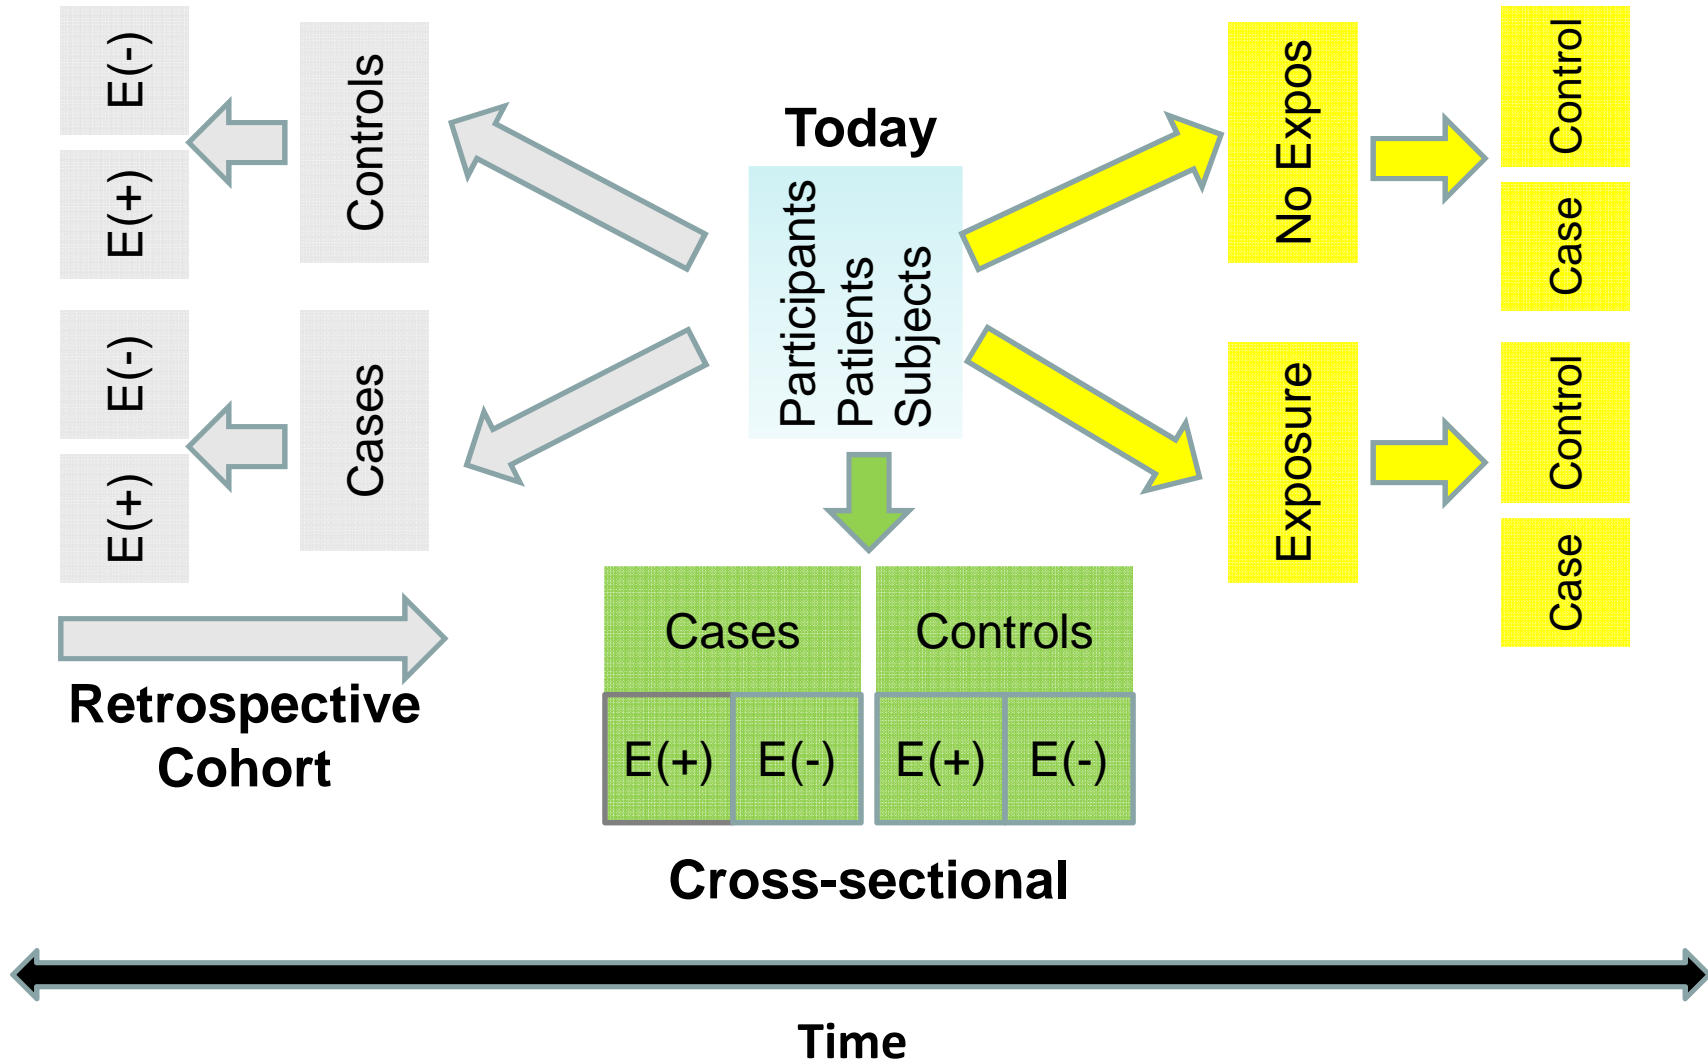 E(-)
E(+)
Controls
E(-)
E(+)
Cases
Retrospective
Cohort
Today
Participants
Patients
Subjects
Cases
Controls
E(+)
E(-)
E(+)
E(-)
Cross-sectional
No Expos
Control
Case
Exposure
Control
Case
Time